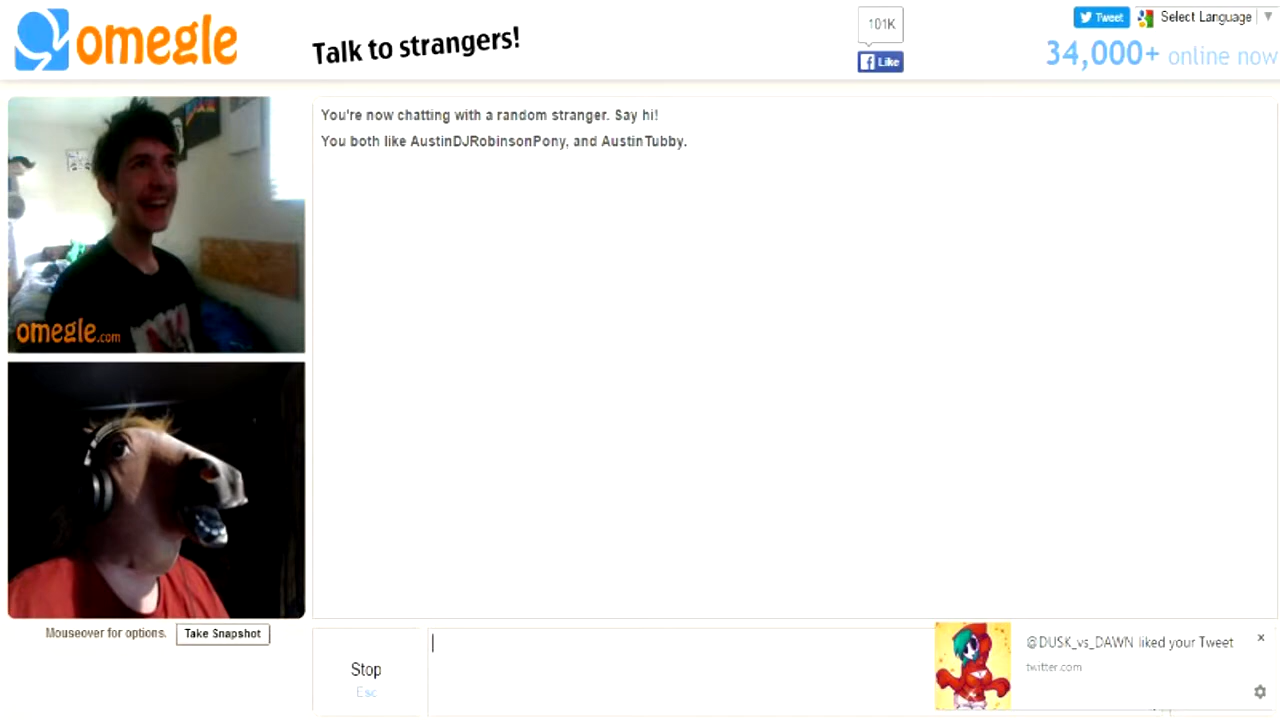 omegle
Talk to strangers!
101K
Like
Tweet
Select Language
34,000+ online now
You're now chatting with a random stranger. Say hi!
You both like AustinDJRobinsonPony, and AustinTubby.
omegle.com
Mouseover for options.
Take Snapshot
Stop
Esc
@DUSK_vs_DAWN liked your Tweet
twitter.com